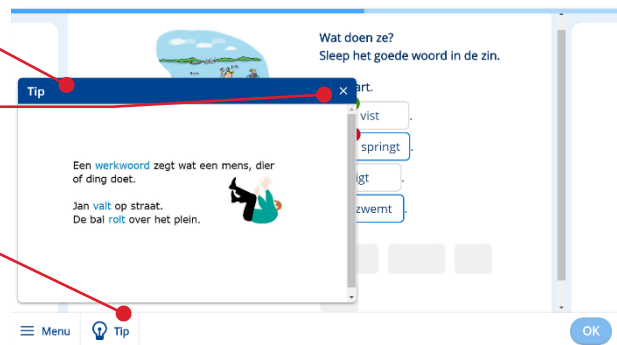 Wat doen ze?
Sleep het goede woord in de zin.
Tip
art.
vist .
springt .
igt .
zwemt .
Een werkwoord zegt wat een mens, dier
of ding doet.
Jan valt op straat.
De bal rolt over het plein.
Menu
Tip
OK